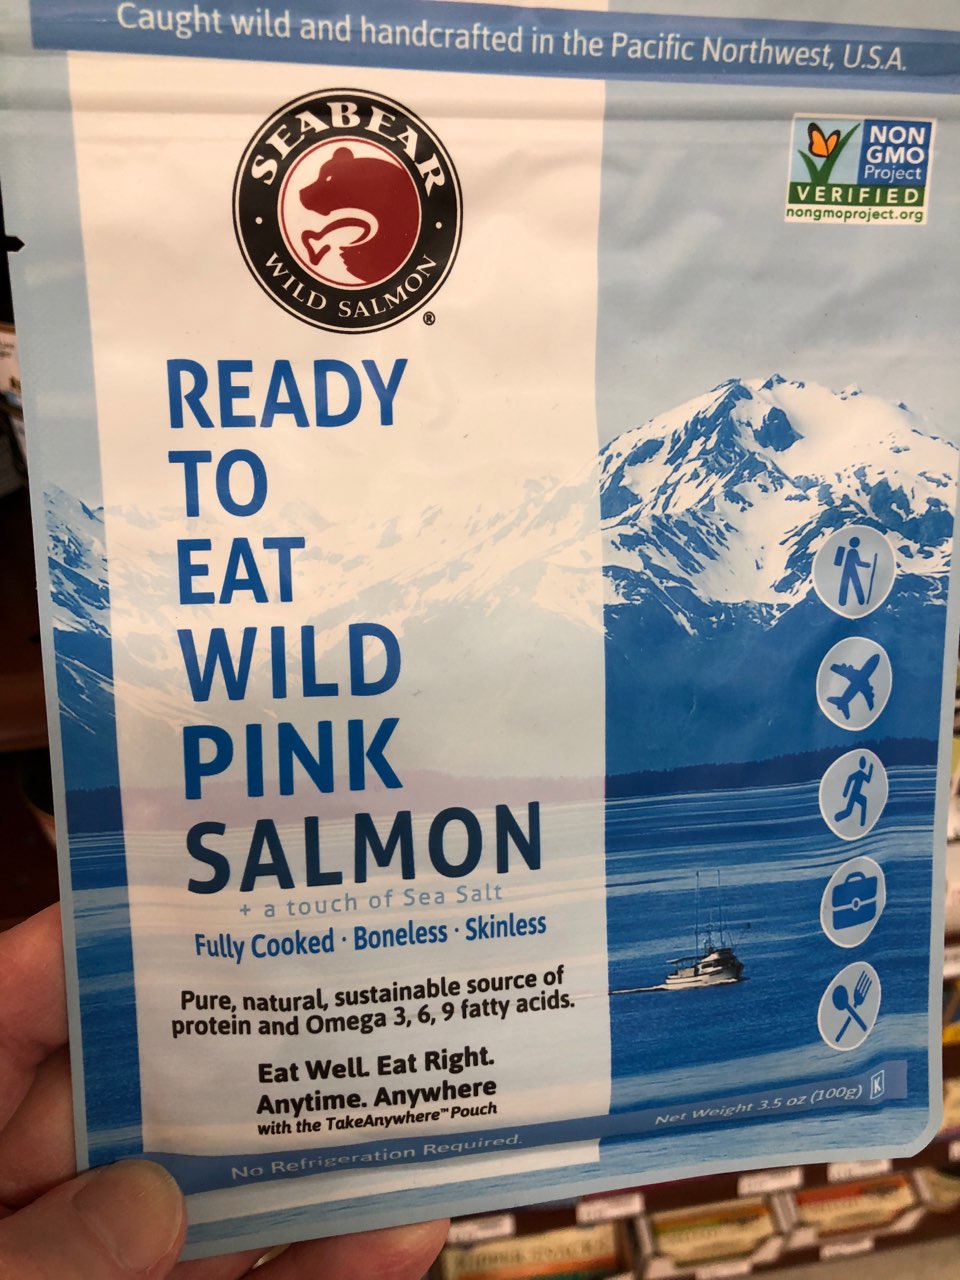 Caught wild and handcrafted in the Pacific Northwest, U.S.A.
SEABEAR
WILD SALMON
®
NON
GMO
Project
VERIFIED
nongmoproject.org
READY
TO
EAT
WILD
PINK
SALMON
+ a touch of Sea Salt
Fully Cooked · Boneless · Skinless
Pure, natural, sustainable source of
protein and Omega 3, 6, 9 fatty acids.
Eat Well. Eat Right.
Anytime. Anywhere
with the TakeAnywhere™ Pouch
Net Weight 3.5 oz (100g) K
No Refrigeration Required.